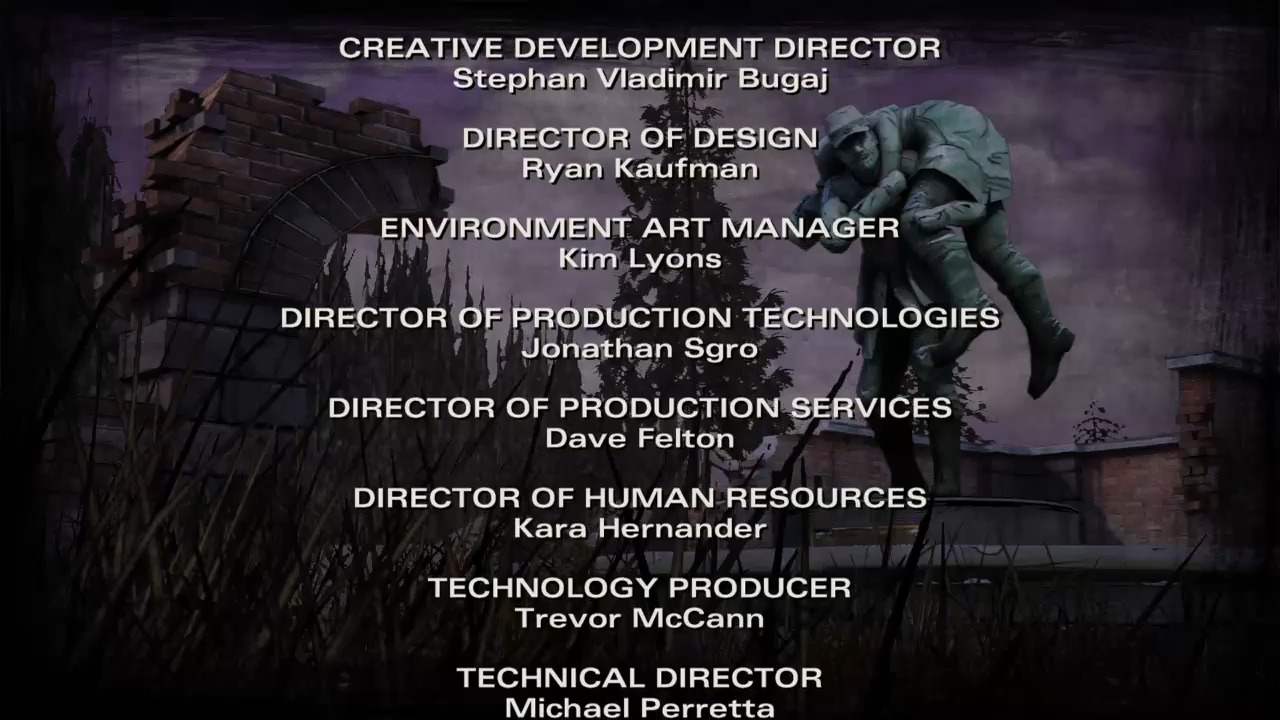 CREATIVE DEVELOPMENT DIRECTOR
Stephan Vladimir Bugaj
DIRECTOR OF DESIGN
Ryan Kaufman
ENVIRONMENT ART MANAGER
Kim Lyons
DIRECTOR OF PRODUCTION TECHNOLOGIES
Jonathan Sgro
DIRECTOR OF PRODUCTION SERVICES
Dave Felton
DIRECTOR OF HUMAN RESOURCES
Kara Hernander
TECHNOLOGY PRODUCER
Trevor McCann
TECHNICAL DIRECTOR
Michael Perretta